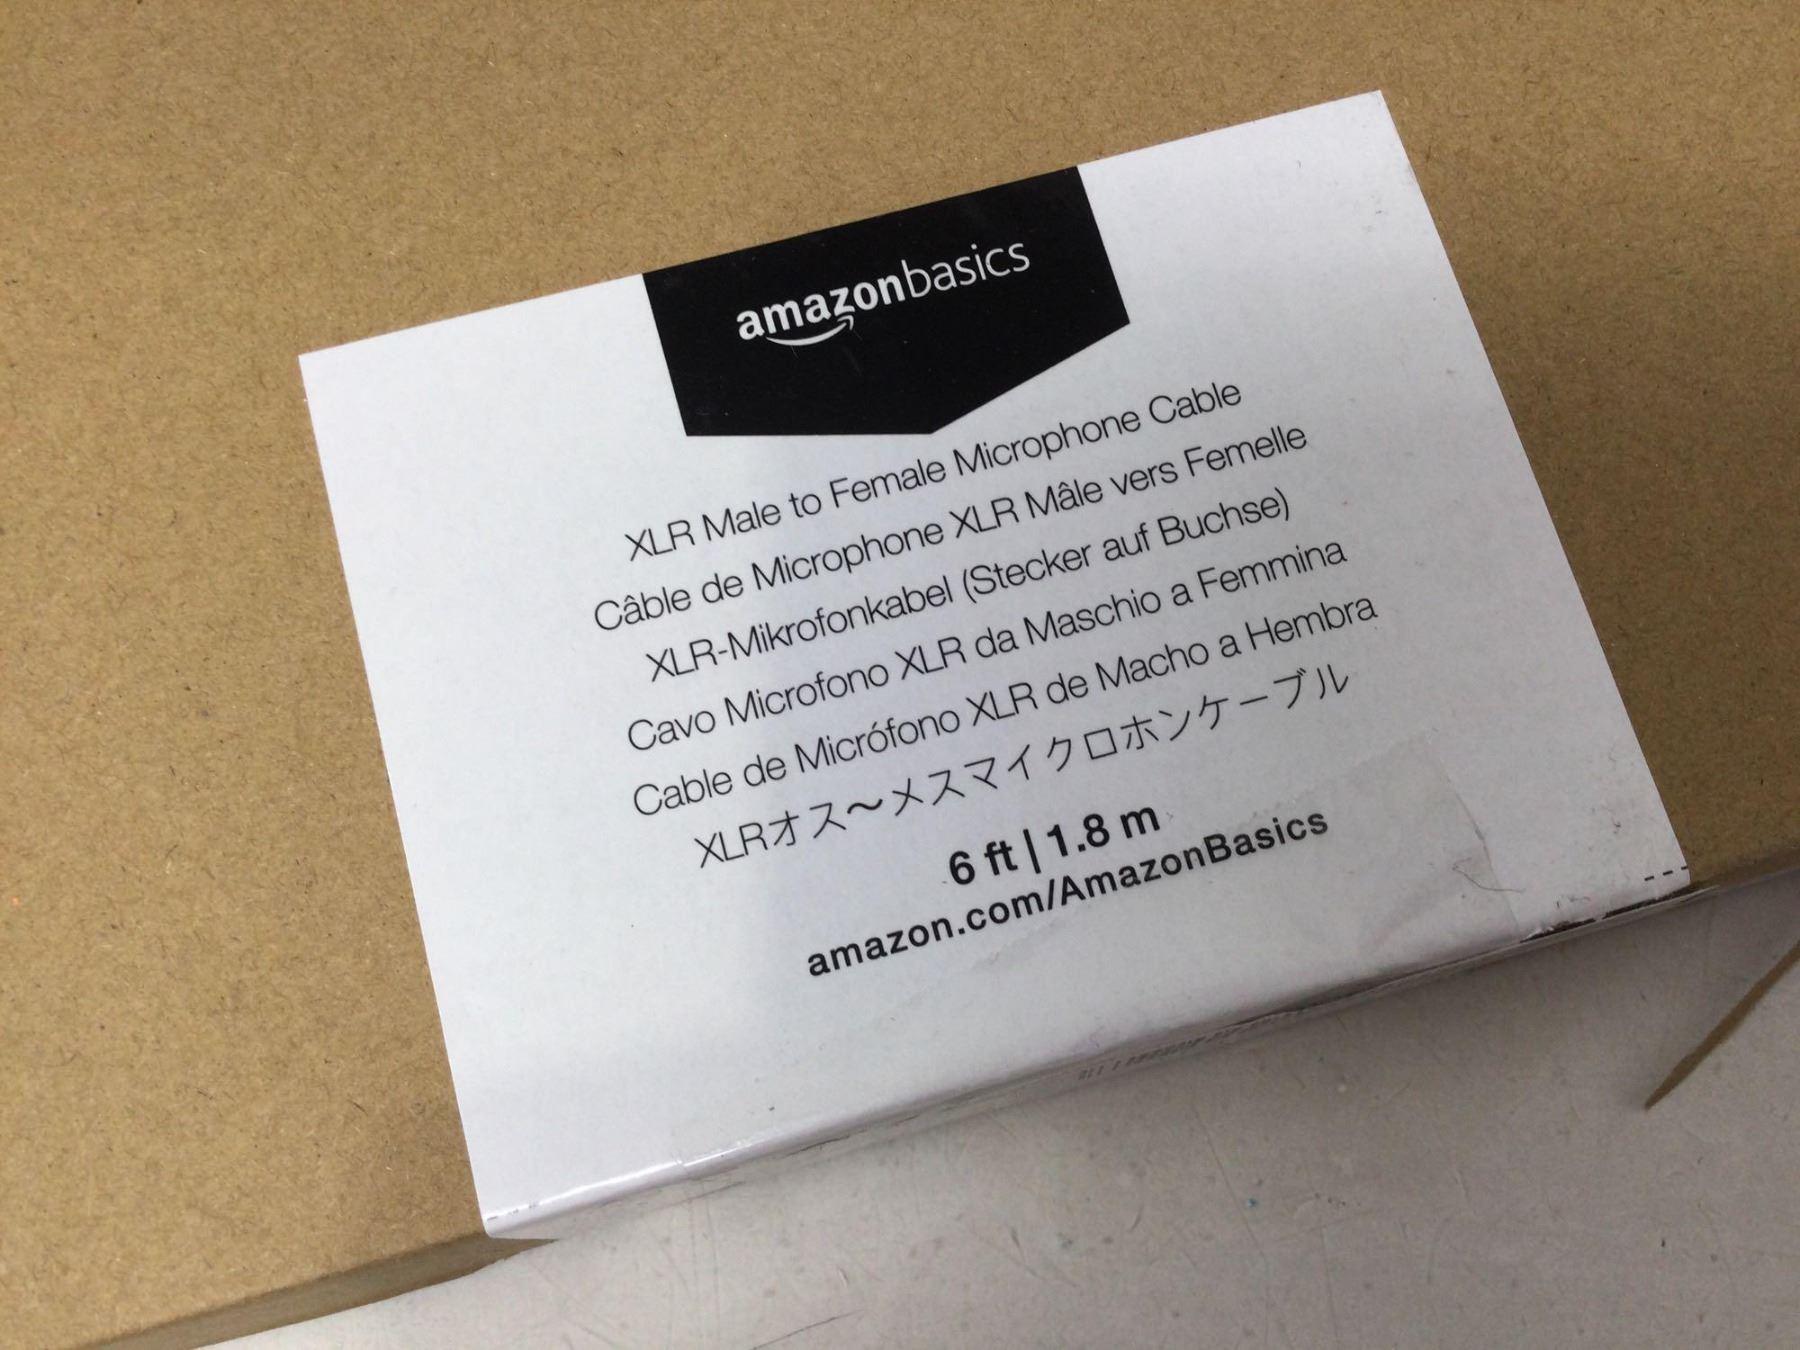 amazonbasics
XLR Male to Female Microphone Cable
Câble de Microphone XLR Mâle vers Femelle
XLR-Mikrofonkabel (Stecker auf Buchse)
Cavo Microfono XLR da Maschio a Femmina
Cable de Micrófono XLR de Macho a Hembra
XLRオス〜メスマイクロホンケーブル
6 ft | 1.8 m
amazon.com/AmazonBasics